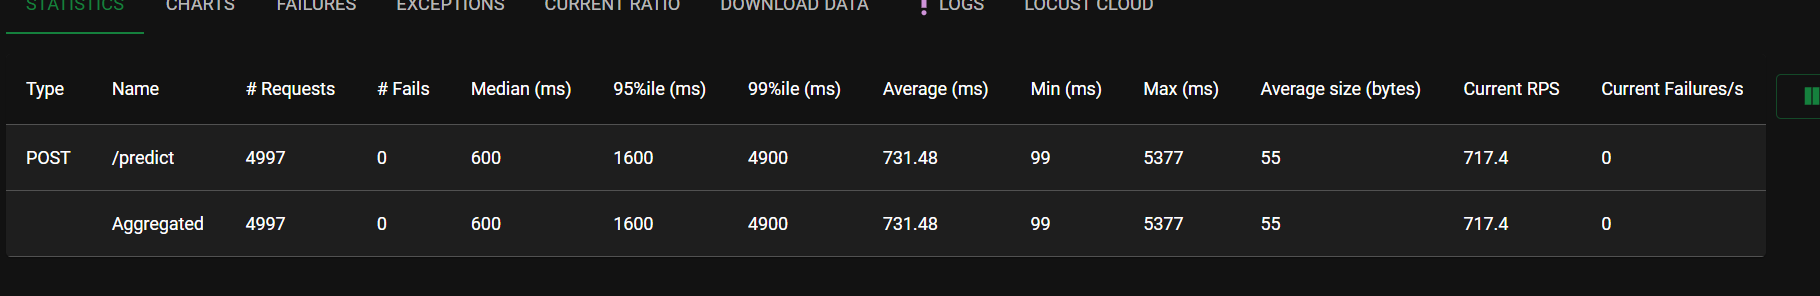 STATISTICS CHARTS FAILURES EXCEPTIONS CURRENT RATIO DOWNLOAD DATA LOGS LOCUST CLOUD
Type Name # Requests # Fails Median (ms) 95%ile (ms) 99%ile (ms) Average (ms) Min (ms) Max (ms) Average size (bytes) Current RPS Current Failures/s
POST /predict 4997 0 600 1600 4900 731.48 99 5377 55 717.4 0
Aggregated 4997 0 600 1600 4900 731.48 99 5377 55 717.4 0